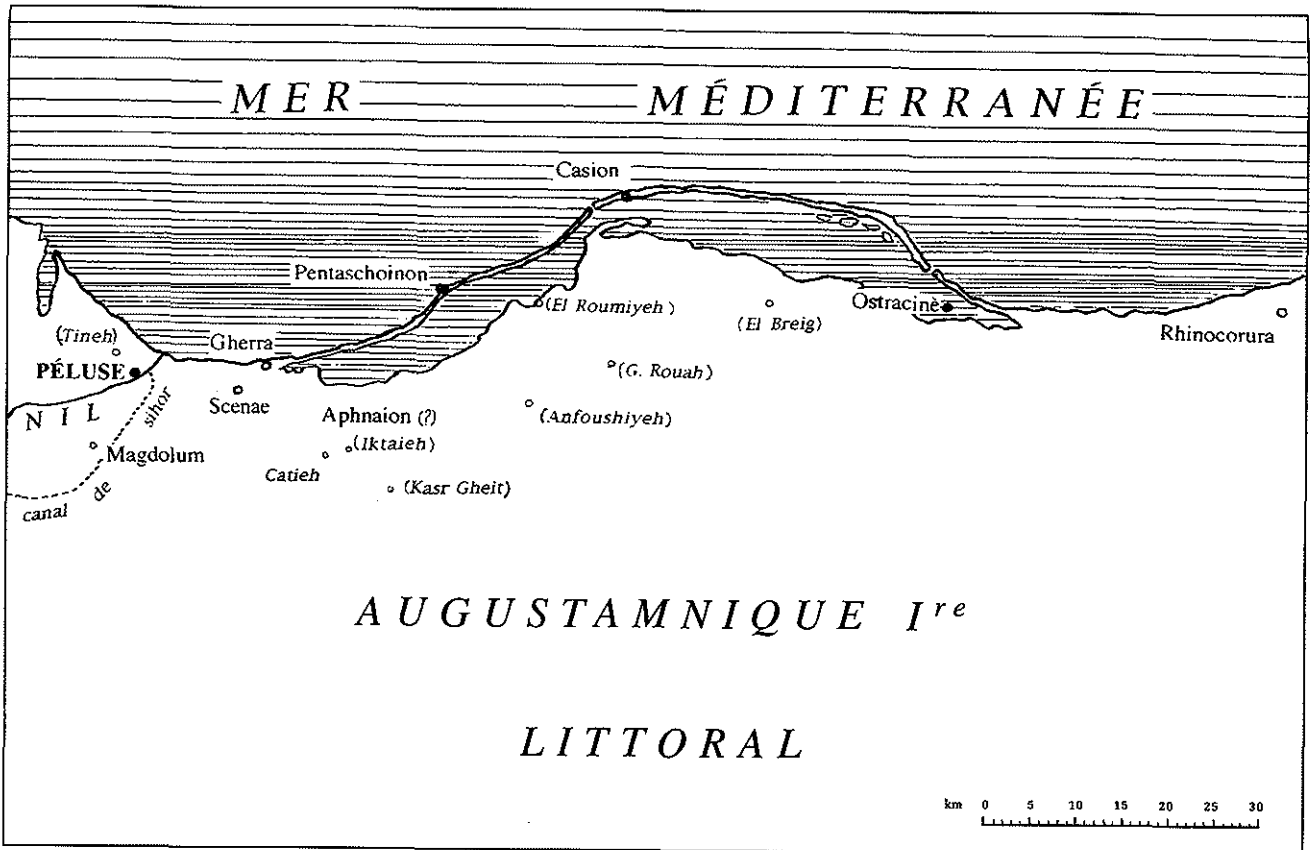 MER MÉDITERRANÉE
Casion
Pentaschoinon
(El Roumiyeh)
(El Breig)
Ostracinè
Rhinocorura
(Tineh)
Gherra
PÉLUSE
(G. Rouah)
NIL
sihor
Scenae
Aphnaion (?)
(Anfoushiyeh)
Magdolum
(Iktaieh)
Catieh
(Kasr Gheit)
canal de
AUGUSTAMNIQUE Ire
LITTORAL
km 0 5 10 15 20 25 30